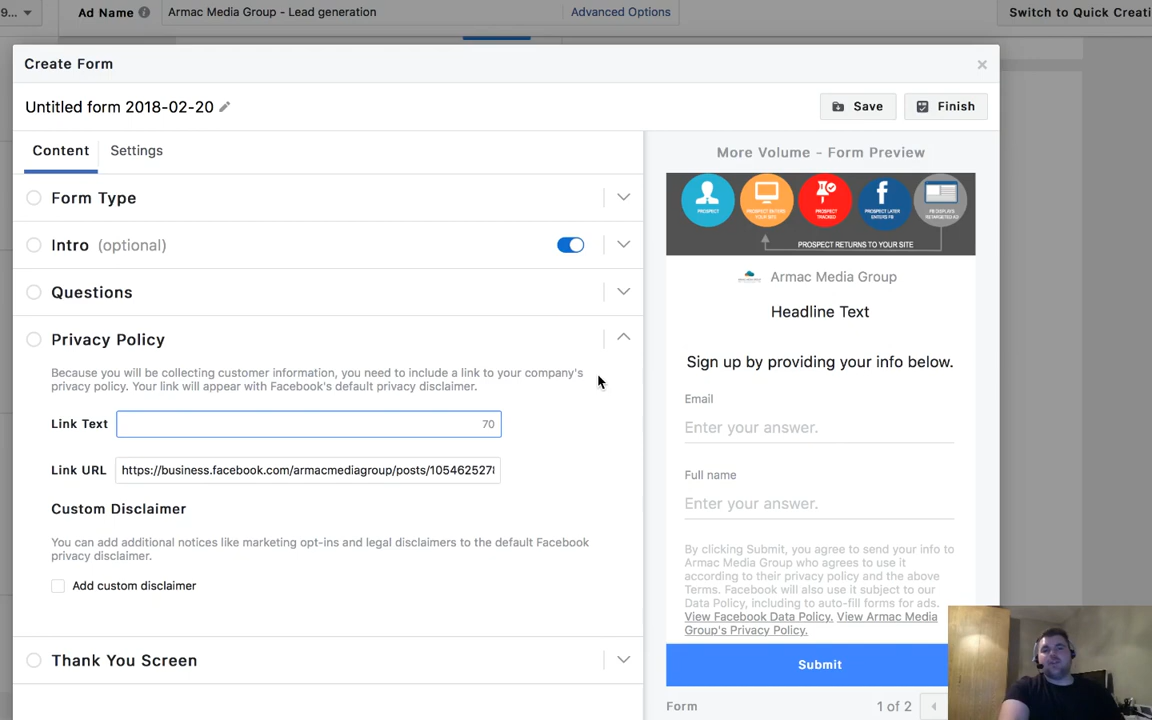 9...
Ad Name
Armac Media Group - Lead generation
Advanced Options
Switch to Quick Creati
Create Form
Untitled form 2018-02-20
Save
Finish
Content
Settings
Form Type
Intro (optional)
Questions
Privacy Policy
Because you will be collecting customer information, you need to include a link to your company's
privacy policy. Your link will appear with Facebook's default privacy disclaimer.
Link Text
70
Link URL
https://business.facebook.com/armacmediagroup/posts/105462527
Custom Disclaimer
You can add additional notices like marketing opt-ins and legal disclaimers to the default Facebook
privacy disclaimer.
Add custom disclaimer
Thank You Screen
More Volume - Form Preview
PROSPECT
PROSPECT ENTERS
YOUR SITE
PROSPECT
TRACKED
PROSPECT LATER
ENTERS FB
FB DISPLAYS
RETARGETED AD
PROSPECT RETURNS TO YOUR SITE
Armac Media Group
Headline Text
Sign up by providing your info below.
Email
Enter your answer.
Full name
Enter your answer.
By clicking Submit, you agree to send your info to
Armac Media Group who agrees to use it
according to their privacy policy and the above
Terms. Facebook will also use it subject to our
Data Policy, including to auto-fill forms for ads.
View Facebook Data Policy. View Armac Media
Group's Privacy Policy.
Submit
Form
1 of 2